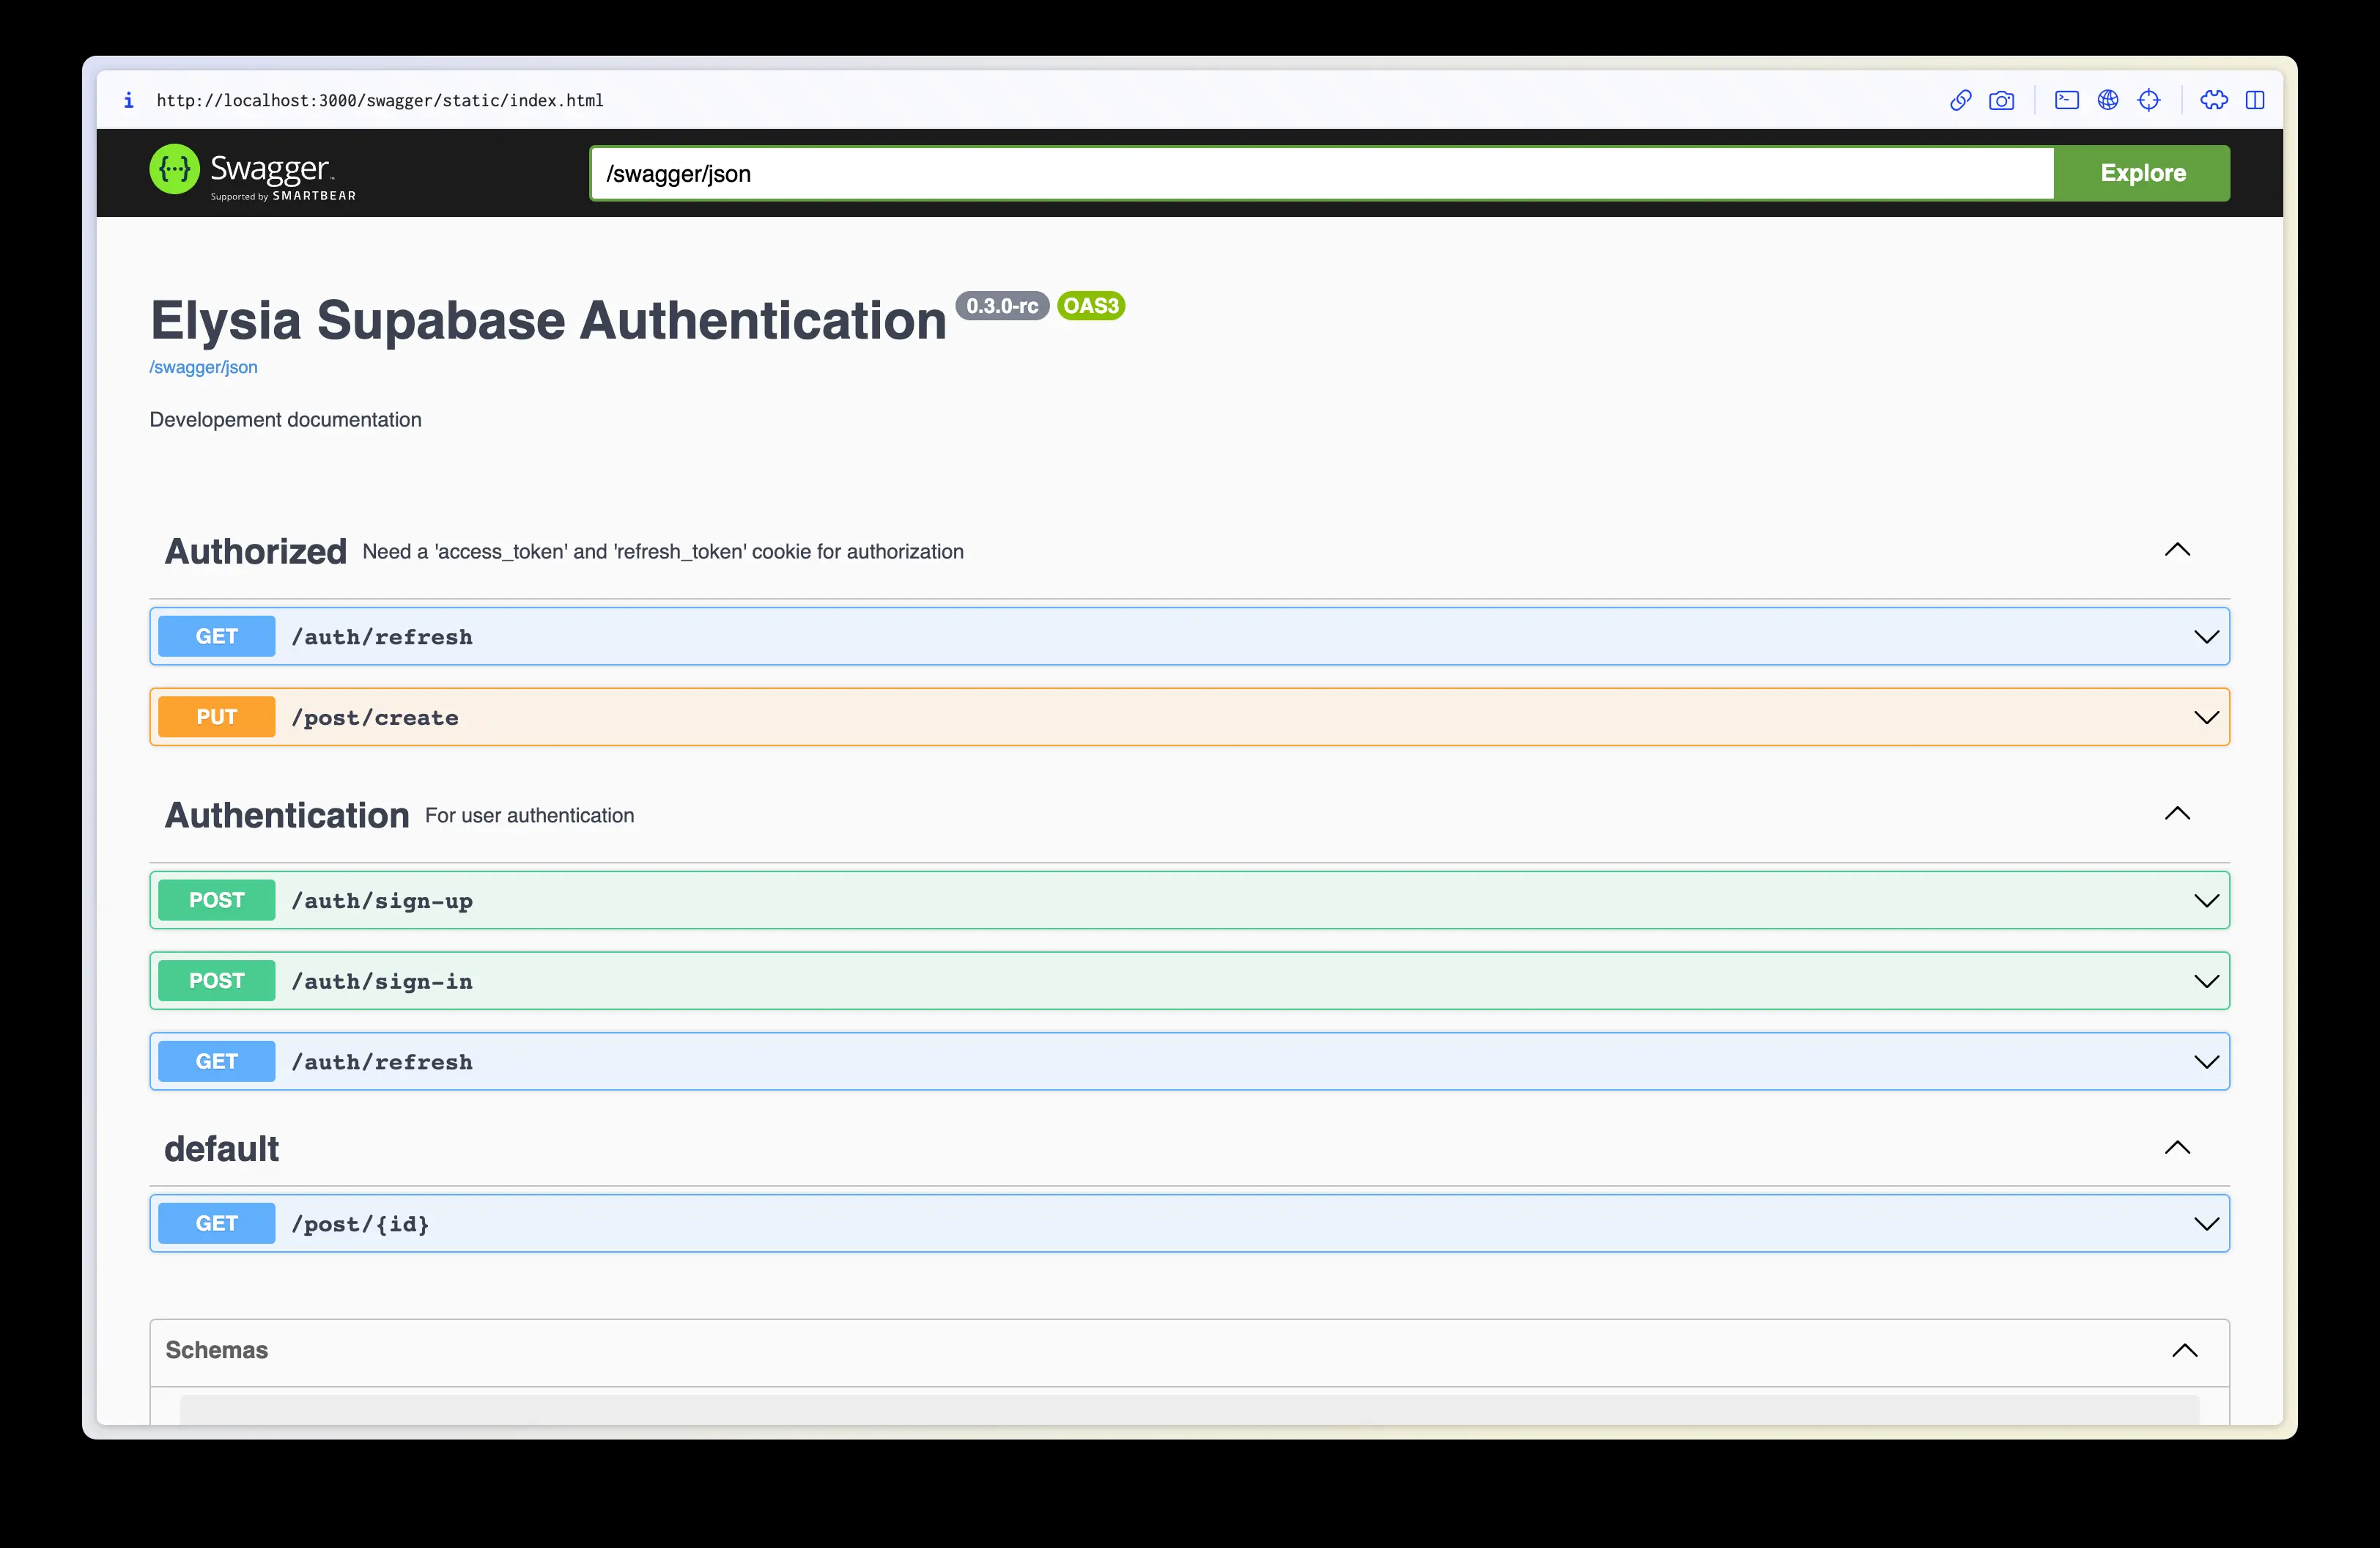 i http://localhost:3000/swagger/static/index.html
{···} Swagger™
Supported by SMARTBEAR
/swagger/json
Explore
Elysia Supabase Authentication 0.3.0-rc OAS3
/swagger/json
Developement documentation
Authorized Need a 'access_token' and 'refresh_token' cookie for authorization
GET /auth/refresh
PUT /post/create
Authentication For user authentication
POST /auth/sign-up
POST /auth/sign-in
GET /auth/refresh
default
GET /post/{id}
Schemas